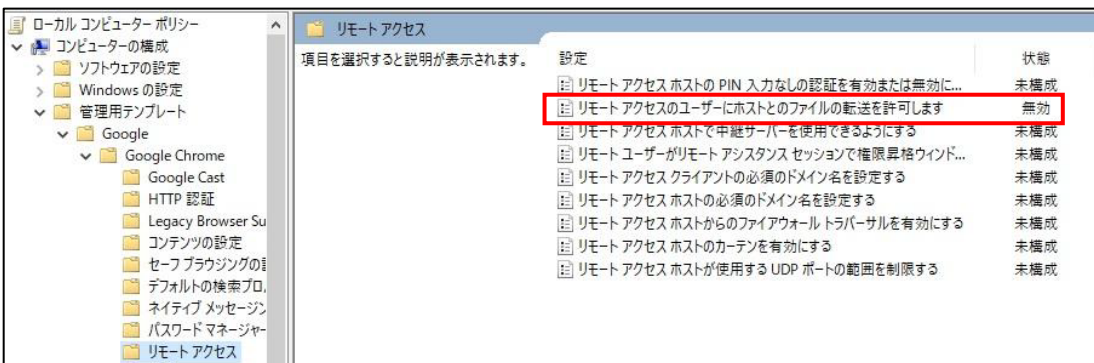 ローカル コンピューター ポリシー
コンピューターの構成
ソフトウェアの設定
Windows の設定
管理用テンプレート
Google
Google Chrome
Google Cast
HTTP 認証
Legacy Browser Su
コンテンツの設定
セーフ ブラウジングの
デフォルトの検索プロ
ネイティブ メッセージン
パスワード マネージャー
リモート アクセス
リモート アクセス
項目を選択すると説明が表示されます。
設定 状態
リモート アクセス ホストの PIN 入力なしの認証を有効または無効に... 未構成
リモート アクセスのユーザーにホストとのファイルの転送を許可します 無効
リモート アクセス ホストで中継サーバーを使用できるようにする 未構成
リモート ユーザーがリモート アシスタンス セッションで権限昇格ウィンド... 未構成
リモート アクセス クライアントの必須のドメイン名を設定する 未構成
リモート アクセス ホストの必須のドメイン名を設定する 未構成
リモート アクセス ホストからのファイアウォール トラバーサルを有効にする 未構成
リモート アクセス ホストのカーテンを有効にする 未構成
リモート アクセス ホストが使用する UDP ポートの範囲を制限する 未構成